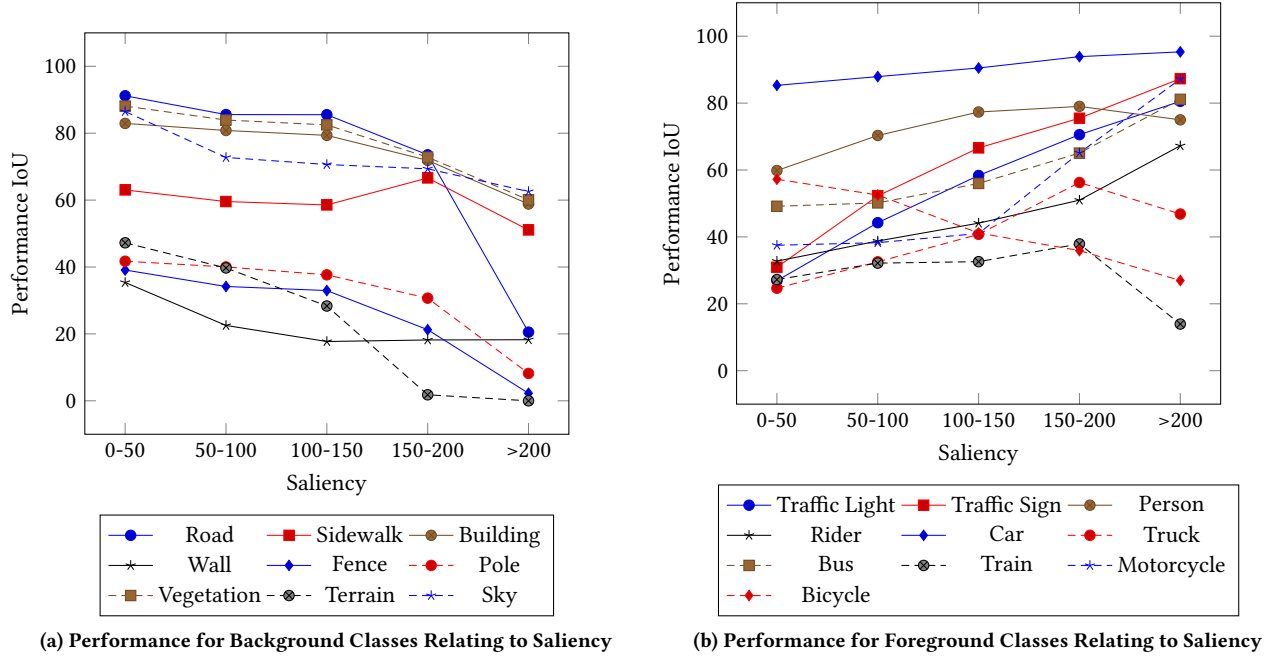 100
80
60
40
20
0
Performance IoU
0-50 50-100 100-150 150-200 >200
Saliency
Road Sidewalk Building
Wall Fence Pole
Vegetation Terrain Sky
(a) Performance for Background Classes Relating to Saliency
100
80
60
40
20
0
Performance IoU
0-50 50-100 100-150 150-200 >200
Saliency
Traffic Light Traffic Sign Person
Rider Car Truck
Bus Train Motorcycle
Bicycle
(b) Performance for Foreground Classes Relating to Saliency